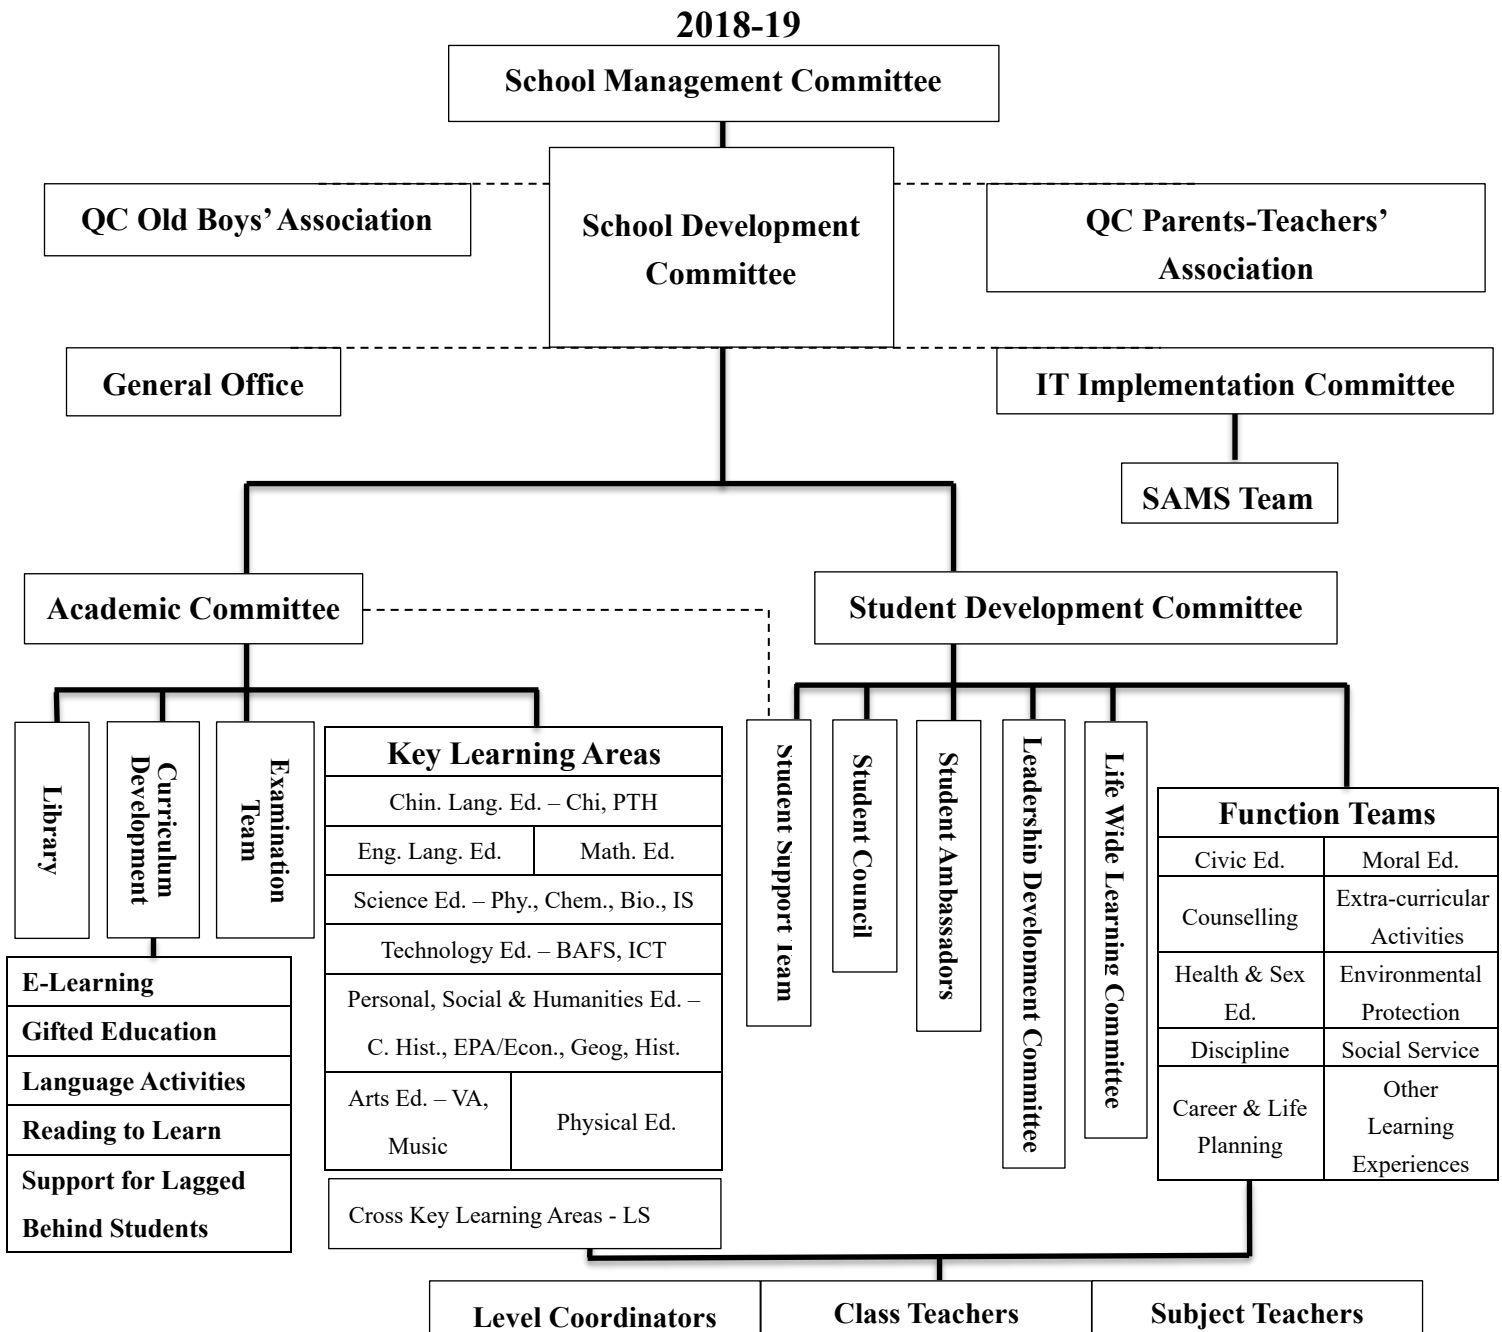 2018-19
School Management Committee
QC Old Boys’ Association
School Development
Committee
QC Parents-Teachers’
Association
General Office
IT Implementation Committee
SAMS Team
Academic Committee
Student Development Committee
Library
Curriculum
Development
Examination
Team
Key Learning Areas
Chin. Lang. Ed. – Chi, PTH
Eng. Lang. Ed.
Math. Ed.
Science Ed. – Phy., Chem., Bio., IS
Technology Ed. – BAFS, ICT
Personal, Social & Humanities Ed. –
C. Hist., EPA/Econ., Geog, Hist.
Arts Ed. – VA,
Music
Physical Ed.
Cross Key Learning Areas - LS
E-Learning
Gifted Education
Language Activities
Reading to Learn
Support for Lagged
Behind Students
Student Support Team
Student Council
Student Ambassadors
Leadership Development Committee
Life Wide Learning Committee
Function Teams
Civic Ed.
Moral Ed.
Counselling
Extra-curricular
Activities
Health & Sex
Ed.
Environmental
Protection
Discipline
Social Service
Career & Life
Planning
Other
Learning
Experiences
Level Coordinators
Class Teachers
Subject Teachers